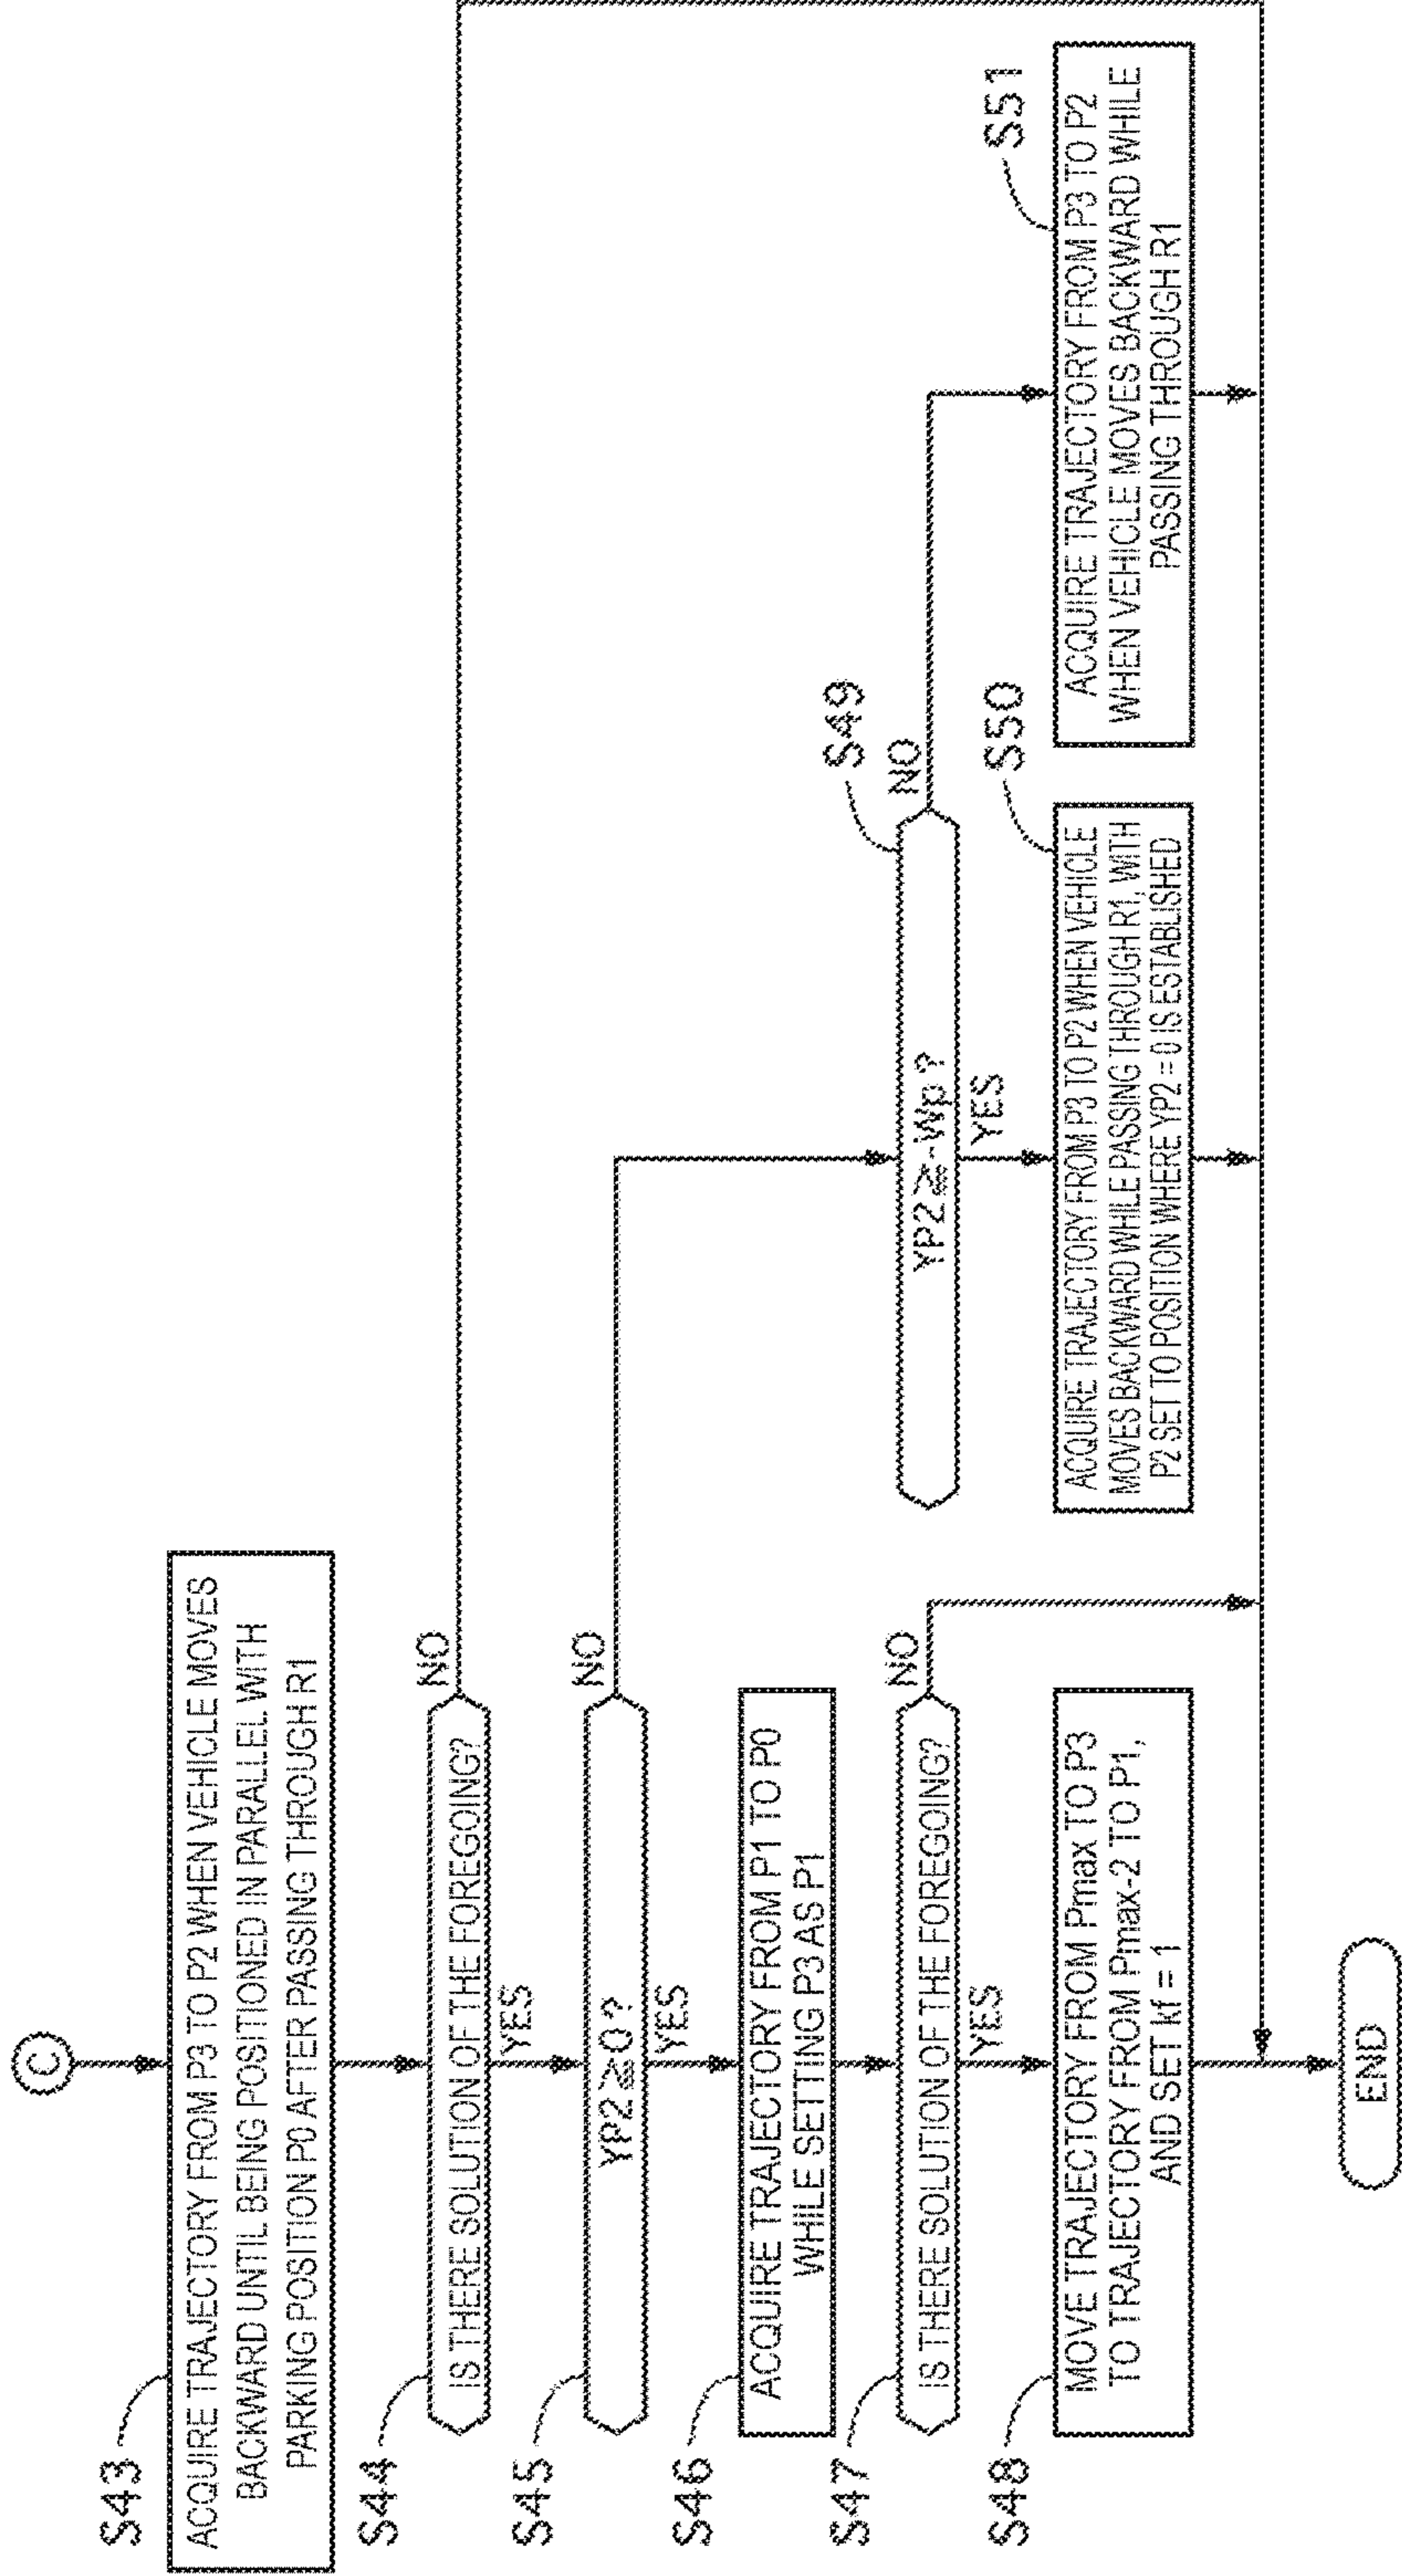 C
S43
ACQUIRE TRAJECTORY FROM P3 TO P2 WHEN VEHICLE MOVES
BACKWARD UNTIL BEING POSITIONED IN PARALLEL WITH
PARKING POSITION P0 AFTER PASSING THROUGH R1
S44
IS THERE SOLUTION OF THE FOREGOING?
NO
YES
S45
YP2≧0?
NO
YES
S46
ACQUIRE TRAJECTORY FROM P1 TO P0
WHILE SETTING P3 AS P1
S47
IS THERE SOLUTION OF THE FOREGOING?
NO
YES
S48
MOVE TRAJECTORY FROM Pmax TO P3
TO TRAJECTORY FROM Pmax-2 TO P1,
AND SET kf = 1
S49
YP2≧-Wp?
NO
YES
S50
ACQUIRE TRAJECTORY FROM P3 TO P2 WHEN VEHICLE
MOVES BACKWARD WHILE PASSING THROUGH R1, WITH
P2 SET TO POSITION WHERE YP2 = 0 IS ESTABLISHED
S51
ACQUIRE TRAJECTORY FROM P3 TO P2
WHEN VEHICLE MOVES BACKWARD WHILE
PASSING THROUGH R1
END